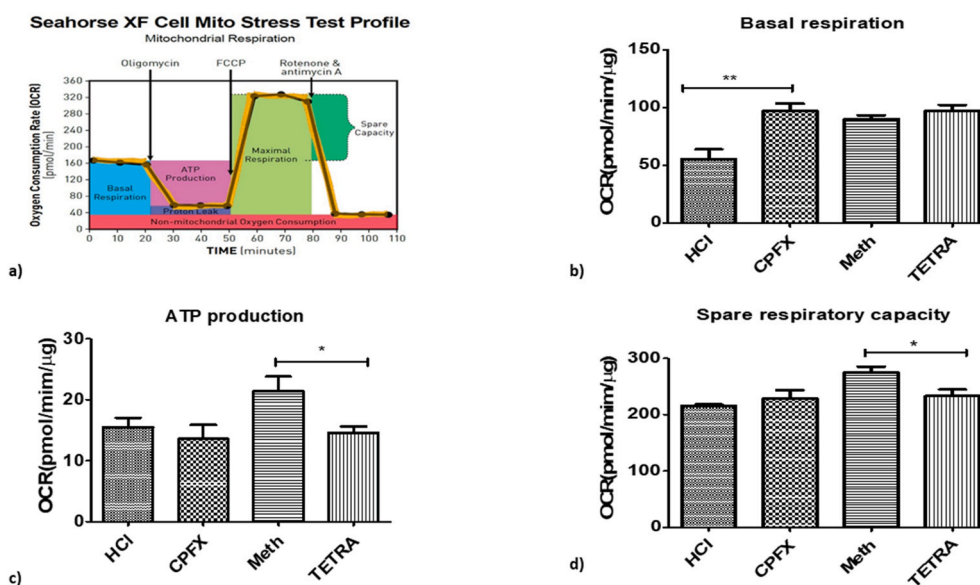 Seahorse XF Cell Mito Stress Test Profile
Mitochondrial Respiration
Oligomycin
FCCP
Rotenone &
antimycin A
Oxygen Consumption Rate (OCR)
(pmol/min)
360
320
280
240
200
160
120
80
40
0
Spare
Capacity
Maximal
Respiration
ATP
Production
Basal
Respiration
Proton Leak
Non-mitochondrial Oxygen Consumption
0 10 20 30 40 50 60 70 80 90 100 110
TIME (minutes)
a)
Basal respiration
OCR(pmol/mim/µg)
150
100
50
0
**
HCl
CPFX
Meth
TETRA
b)
ATP production
OCR(pmol/mim/µg)
30
20
10
0
*
HCl
CPFX
Meth
TETRA
c)
Spare respiratory capacity
OCR(pmol/mim/µg)
300
200
100
0
*
HCl
CPFX
Meth
TETRA
d)